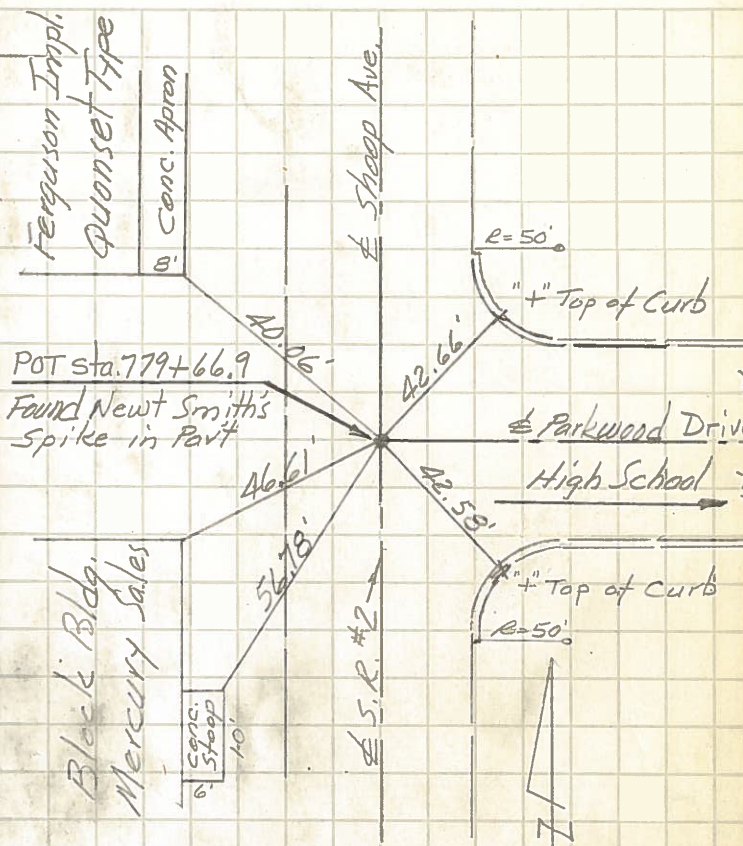 Ferguson Impl.
Quonset Type
Conc. Apron
8'
℄ Shoop Ave.
R=50'
"+" Top of Curb
40.06'
42.66'
POT sta. 779+66.9
Found Newt Smith's
Spike in Pav't
℄ Parkwood Drive
High School
46.61'
42.58'
56.78'
"+" Top of Curb
R=50'
Block Bldg.
Mercury Sales
Conc.
Stoop
10'
6'
℄ S.R. #2
N